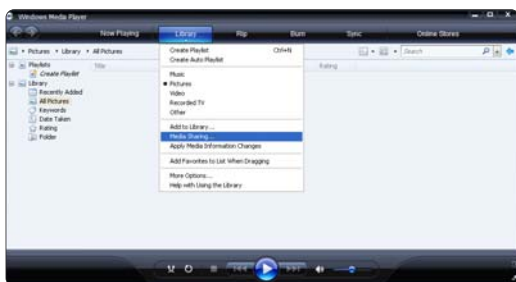 Windows Media Player
Now Playing Library Rip Burn Sync Online Stores
Pictures Library All Pictures Search
Playlists
Create Playlist
Library
Recently Added
All Pictures
Keywords
Date Taken
Rating
Folder
Title
Rating
Create Playlist Ctrl+N
Create Auto Playlist
Music
Pictures
Video
Recorded TV
Other
Add to Library...
Media Sharing...
Apply Media Information Changes
Add Favorites to List When Dragging
More Options...
Help with Using the Library